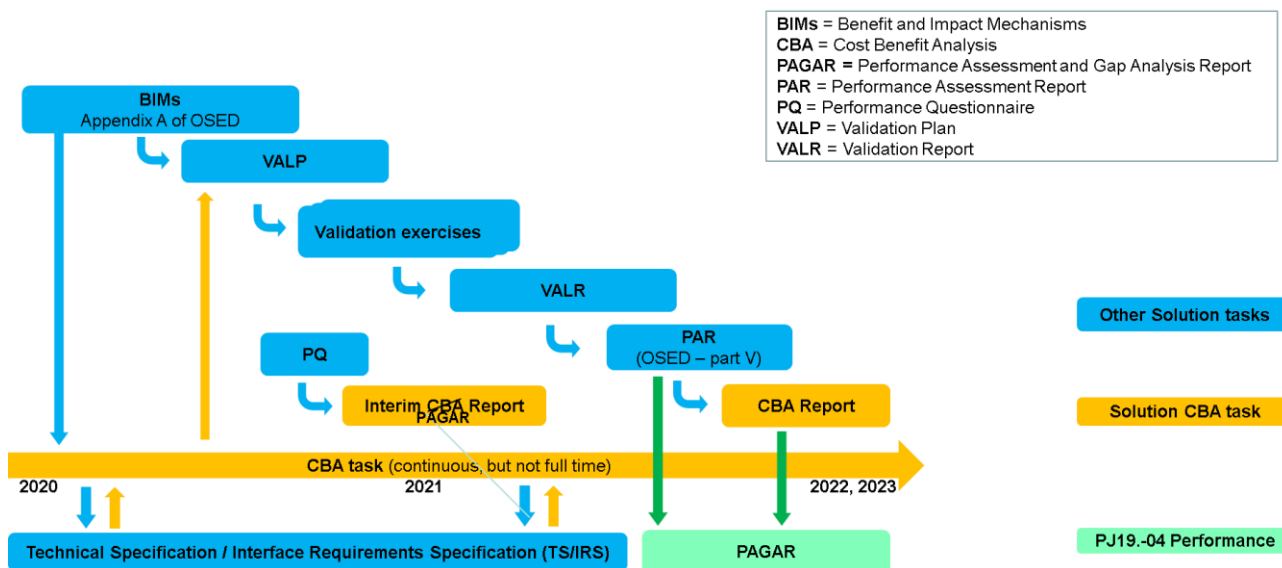 BIMs = Benefit and Impact Mechanisms
CBA = Cost Benefit Analysis
PAGAR = Performance Assessment and Gap Analysis Report
PAR = Performance Assessment Report
PQ = Performance Questionnaire
VALP = Validation Plan
VALR = Validation Report
BIMs
Appendix A of OSED
VALP
Validation exercises
VALR
Other Solution tasks
PQ
PAR
(OSED – part V)
Interim CBA Report
PAGAR
CBA Report
Solution CBA task
CBA task (continuous, but not full time)
2020
2021
2022, 2023
Technical Specification / Interface Requirements Specification (TS/IRS)
PAGAR
PJ19.-04 Performance